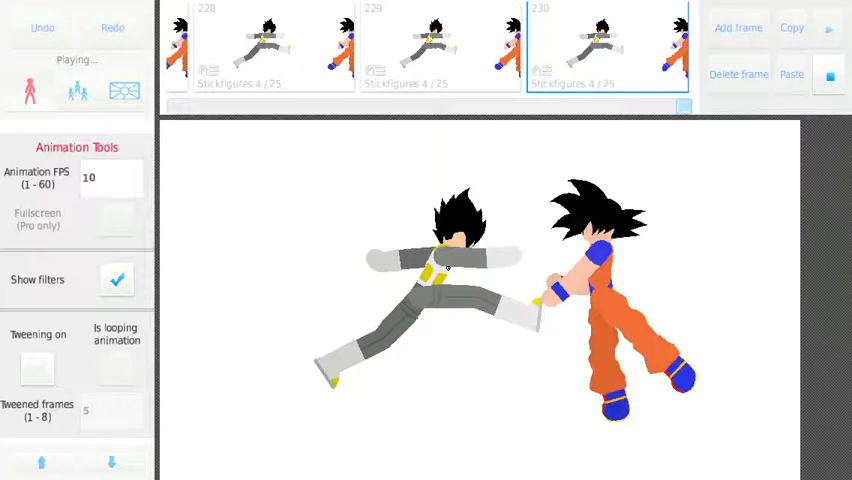 Undo
Redo
Playing...
228
229
230
Stickfigures 4 / 25
Stickfigures 4 / 25
Stickfigures 4 / 25
Add frame
Copy
Delete frame
Paste
Animation Tools
Animation FPS
(1 - 60)
10
Fullscreen
(Pro only)
Show filters
Tweening on
Is looping
animation
Tweened frames
(1 - 8)
5